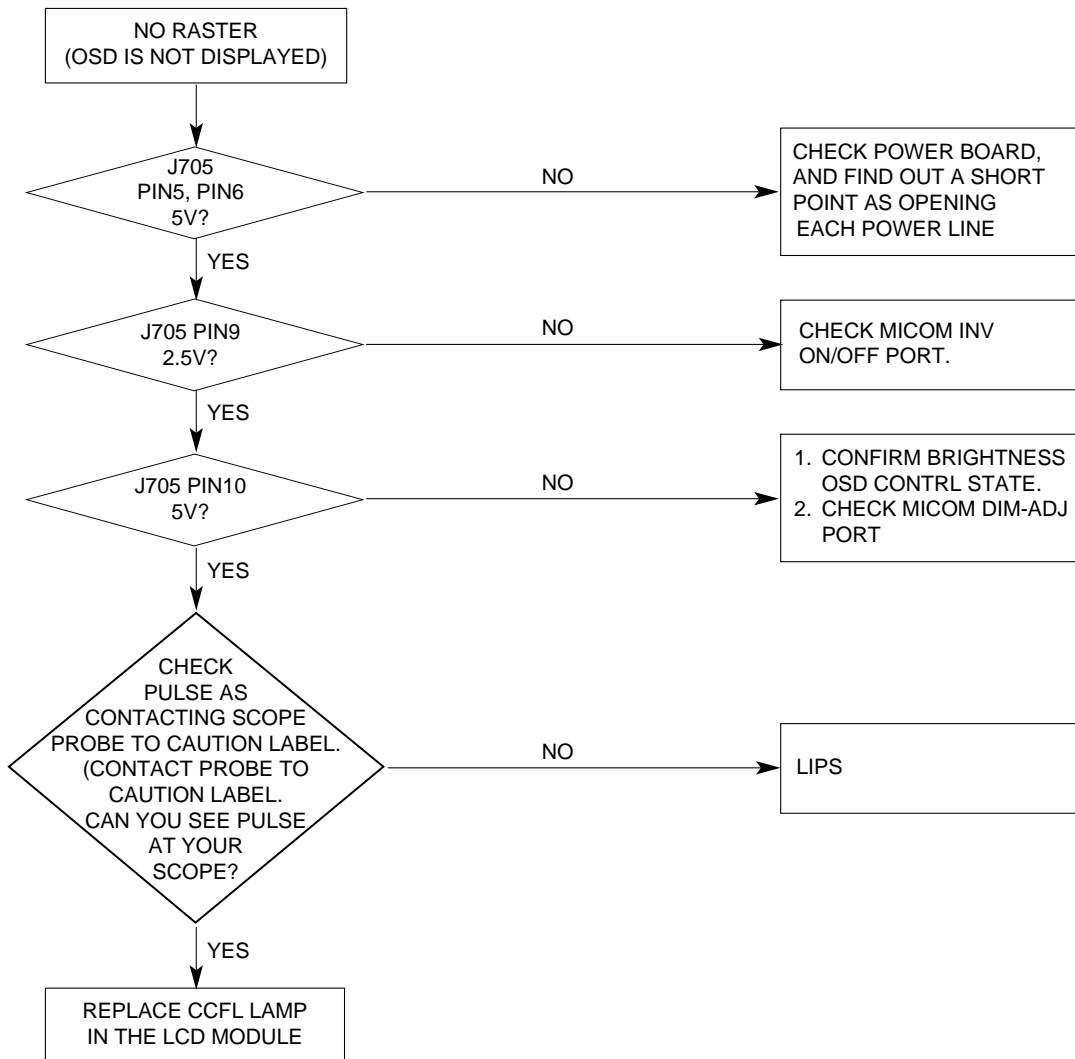 NO RASTER
(OSD IS NOT DISPLAYED)
J705
PIN5, PIN6
5V?
NO
CHECK POWER BOARD,
AND FIND OUT A SHORT
POINT AS OPENING
EACH POWER LINE
YES
J705 PIN9
2.5V?
NO
CHECK MICOM INV
ON/OFF PORT.
YES
J705 PIN10
5V?
NO
1. CONFIRM BRIGHTNESS
OSD CONTRL STATE.
2. CHECK MICOM DIM-ADJ
PORT
YES
CHECK
PULSE AS
CONTACTING SCOPE
PROBE TO CAUTION LABEL.
(CONTACT PROBE TO
CAUTION LABEL.
CAN YOU SEE PULSE
AT YOUR
SCOPE?
NO
LIPS
YES
REPLACE CCFL LAMP
IN THE LCD MODULE